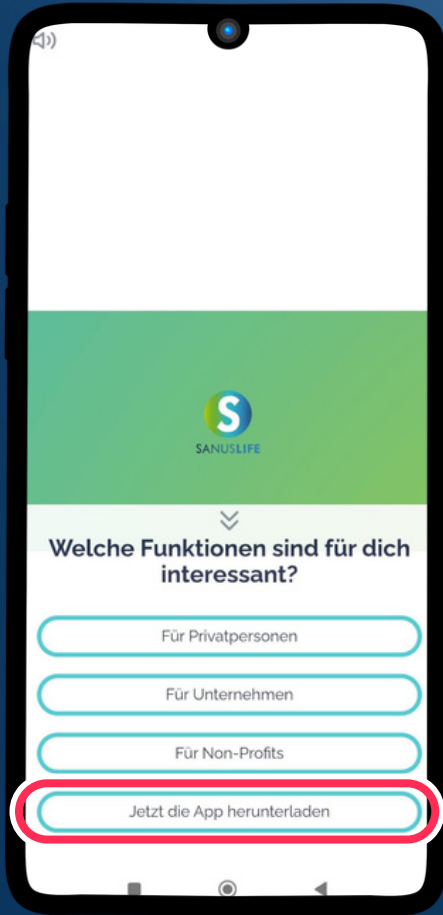 S
SANUSLIFE
Welche Funktionen sind für dich
interessant?
Für Privatpersonen
Für Unternehmen
Für Non-Profits
Jetzt die App herunterladen